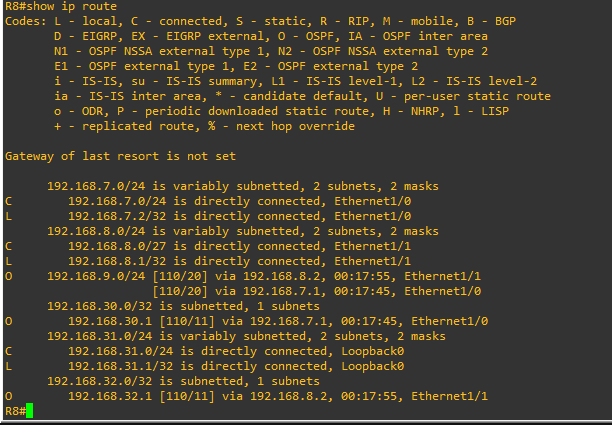 R8#show ip route
Codes: L - local, C - connected, S - static, R - RIP, M - mobile, B - BGP
       D - EIGRP, EX - EIGRP external, O - OSPF, IA - OSPF inter area
       N1 - OSPF NSSA external type 1, N2 - OSPF NSSA external type 2
       E1 - OSPF external type 1, E2 - OSPF external type 2
       i - IS-IS, su - IS-IS summary, L1 - IS-IS level-1, L2 - IS-IS level-2
       ia - IS-IS inter area, * - candidate default, U - per-user static route
       o - ODR, P - periodic downloaded static route, H - NHRP, l - LISP
       + - replicated route, % - next hop override

Gateway of last resort is not set

      192.168.7.0/24 is variably subnetted, 2 subnets, 2 masks
C        192.168.7.0/24 is directly connected, Ethernet1/0
L        192.168.7.2/32 is directly connected, Ethernet1/0
      192.168.8.0/24 is variably subnetted, 2 subnets, 2 masks
C        192.168.8.0/27 is directly connected, Ethernet1/1
L        192.168.8.1/32 is directly connected, Ethernet1/1
O     192.168.9.0/24 [110/20] via 192.168.8.2, 00:17:55, Ethernet1/1
                     [110/20] via 192.168.7.1, 00:17:45, Ethernet1/0
      192.168.30.0/32 is subnetted, 1 subnets
O        192.168.30.1 [110/11] via 192.168.7.1, 00:17:45, Ethernet1/0
      192.168.31.0/24 is variably subnetted, 2 subnets, 2 masks
C        192.168.31.0/24 is directly connected, Loopback0
L        192.168.31.1/32 is directly connected, Loopback0
      192.168.32.0/32 is subnetted, 1 subnets
O        192.168.32.1 [110/11] via 192.168.8.2, 00:17:55, Ethernet1/1
R8#